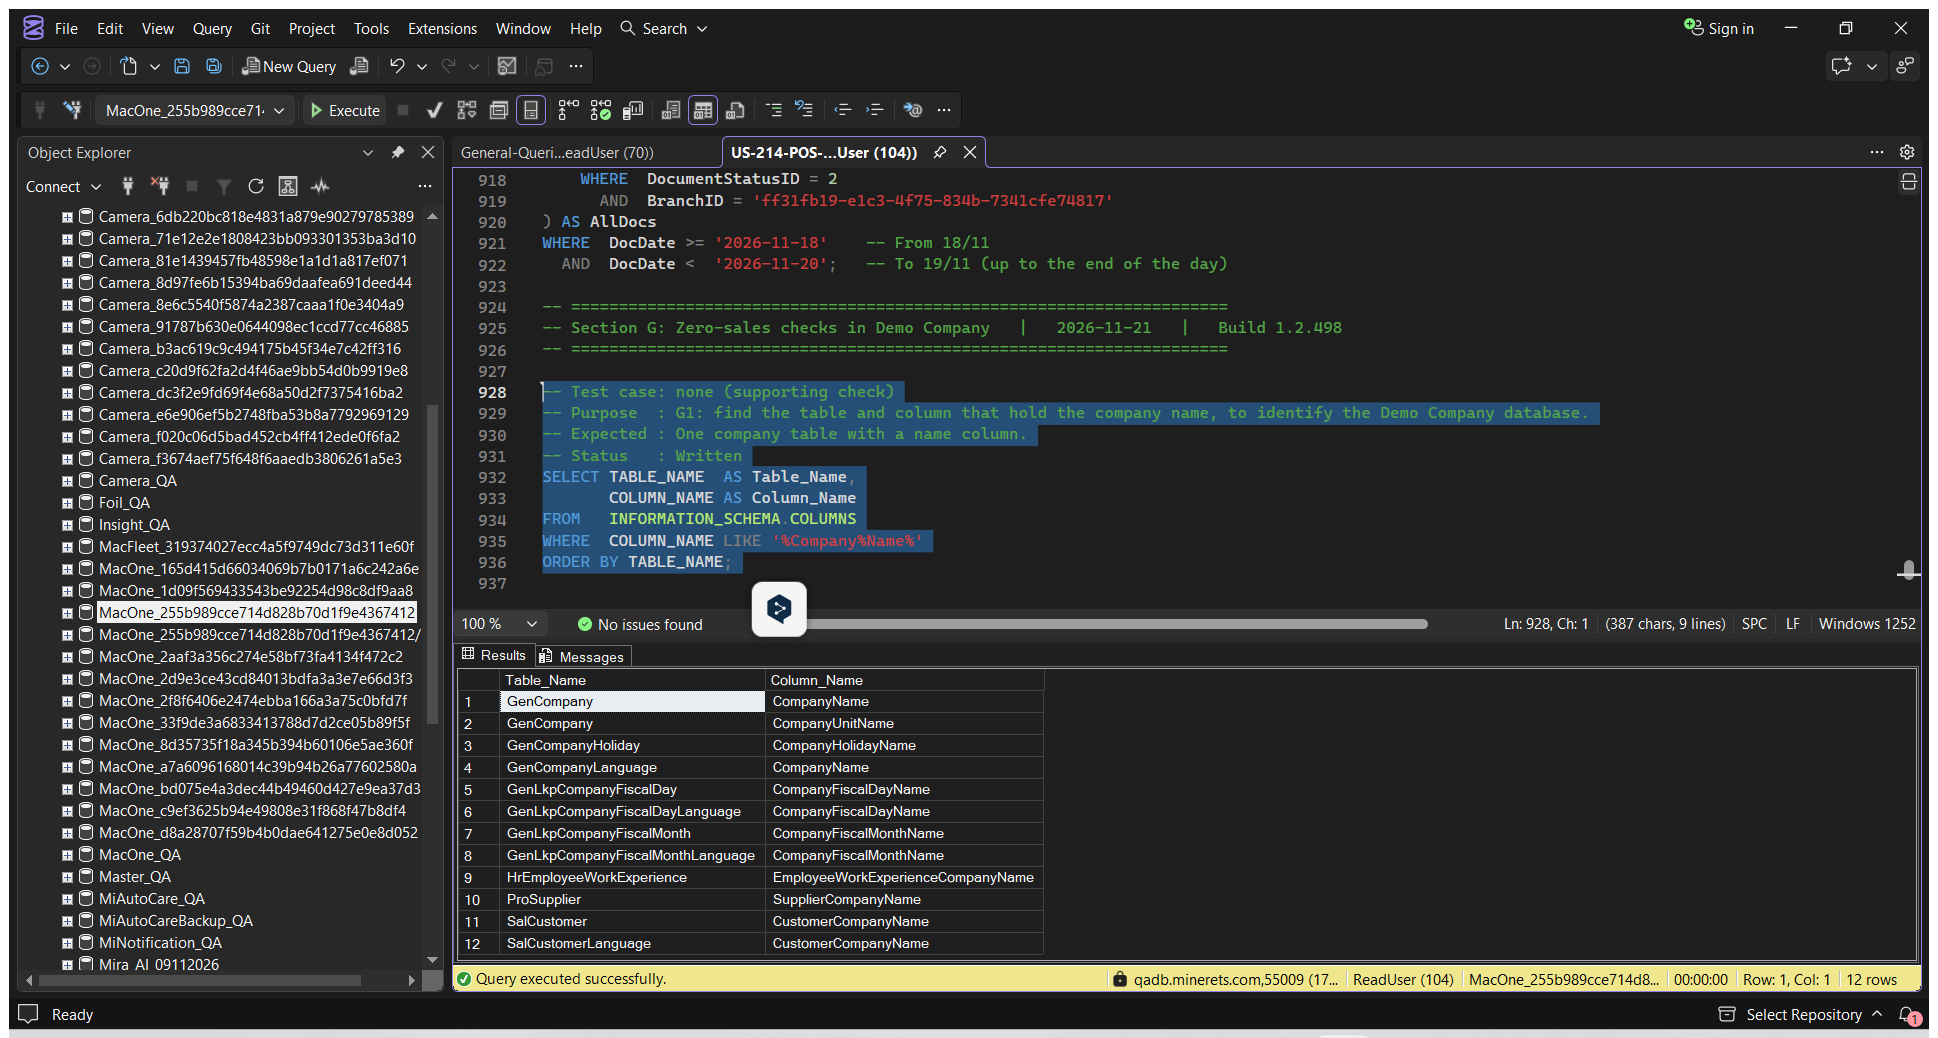 File Edit View Query Git Project Tools Extensions Window Help Search Sign in
New Query
MacOne_255b989cce71‹ Execute
Object Explorer
Connect
Camera_6db220bc818e4831a879e90279785389
Camera_71e12e2e1808423bb093301353ba3d10
Camera_81e1439457fb48598e1a1d1a817ef071
Camera_8d97fe6b15394ba69daafea691deed44
Camera_8e6c5540f5874a2387caaa1f0e3404a9
Camera_91787b630e0644098ec1ccd77cc46885
Camera_b3ac619c9c494175b45f34e7c42ff316
Camera_c20d9f62fa2d4f46ae9bb54d0b9919e8
Camera_dc3f2e9fd69f4e68a50d2f7375416ba2
Camera_e6e906ef5b2748fba53b8a7792969129
Camera_f020c06d5bad452cb4ff412ede0f6fa2
Camera_f3674aef75f648f6aaedb3806261a5e3
Camera_QA
Foil_QA
Insight_QA
MacFleet_319374027ecc4a5f9749dc73d311e60f
MacOne_165d415d66034069b7b0171a6c242a6e
MacOne_1d09f569433543be92254d98c8df9aa8
MacOne_255b989cce714d828b70d1f9e4367412
MacOne_255b989cce714d828b70d1f9e4367412/
MacOne_2aaf3a356c274e58bf73fa4134f472c2
MacOne_2d9e3ce43cd84013bdfa3a3e7e66d3f3
MacOne_2f8f6406e2474ebba166a3a75c0bfd7f
MacOne_33f9de3a6833413788d7d2ce05b89f5f
MacOne_8d35735f18a345b394b60106e5ae360f
MacOne_a7a6096168014c39b94b26a77602580a
MacOne_bd075e4a3dec44b49460d427e9ea37d3
MacOne_c9ef3625b94e49808e31f868f47b8df4
MacOne_d8a28707f59b4b0dae641275e0e8d052
MacOne_QA
Master_QA
MiAutoCare_QA
MiAutoCareBackup_QA
MiNotification_QA
Mira_AI_09112026
General-Queri...eadUser (70)) US-214-POS-...User (104))
918 WHERE DocumentStatusID = 2
919 AND BranchID = 'ff31fb19-e1c3-4f75-834b-7341cfe74817'
920 ) AS AllDocs
921 WHERE DocDate >= '2026-11-18' -- From 18/11
922 AND DocDate < '2026-11-20'; -- To 19/11 (up to the end of the day)
923
924 -- =====================================================================
925 -- Section G: Zero-sales checks in Demo Company | 2026-11-21 | Build 1.2.498
926 -- =====================================================================
927
928 -- Test case: none (supporting check)
929 -- Purpose : G1: find the table and column that hold the company name, to identify the Demo Company database.
930 -- Expected : One company table with a name column.
931 -- Status : Written
932 SELECT TABLE_NAME AS Table_Name,
933 COLUMN_NAME AS Column_Name
934 FROM INFORMATION_SCHEMA.COLUMNS
935 WHERE COLUMN_NAME LIKE '%Company%Name%'
936 ORDER BY TABLE_NAME;
937
100 % No issues found Ln: 928, Ch: 1 (387 chars, 9 lines) SPC LF Windows 1252
Results Messages
Table_Name Column_Name
1 GenCompany CompanyName
2 GenCompany CompanyUnitName
3 GenCompanyHoliday CompanyHolidayName
4 GenCompanyLanguage CompanyName
5 GenLkpCompanyFiscalDay CompanyFiscalDayName
6 GenLkpCompanyFiscalDayLanguage CompanyFiscalDayName
7 GenLkpCompanyFiscalMonth CompanyFiscalMonthName
8 GenLkpCompanyFiscalMonthLanguage CompanyFiscalMonthName
9 HrEmployeeWorkExperience EmployeeWorkExperienceCompanyName
10 ProSupplier SupplierCompanyName
11 SalCustomer CustomerCompanyName
12 SalCustomerLanguage CustomerCompanyName
Query executed successfully. qadb.minerets.com,55009 (17... ReadUser (104) MacOne_255b989cce714d8... 00:00:00 Row: 1, Col: 1 12 rows
Ready Select Repository 1